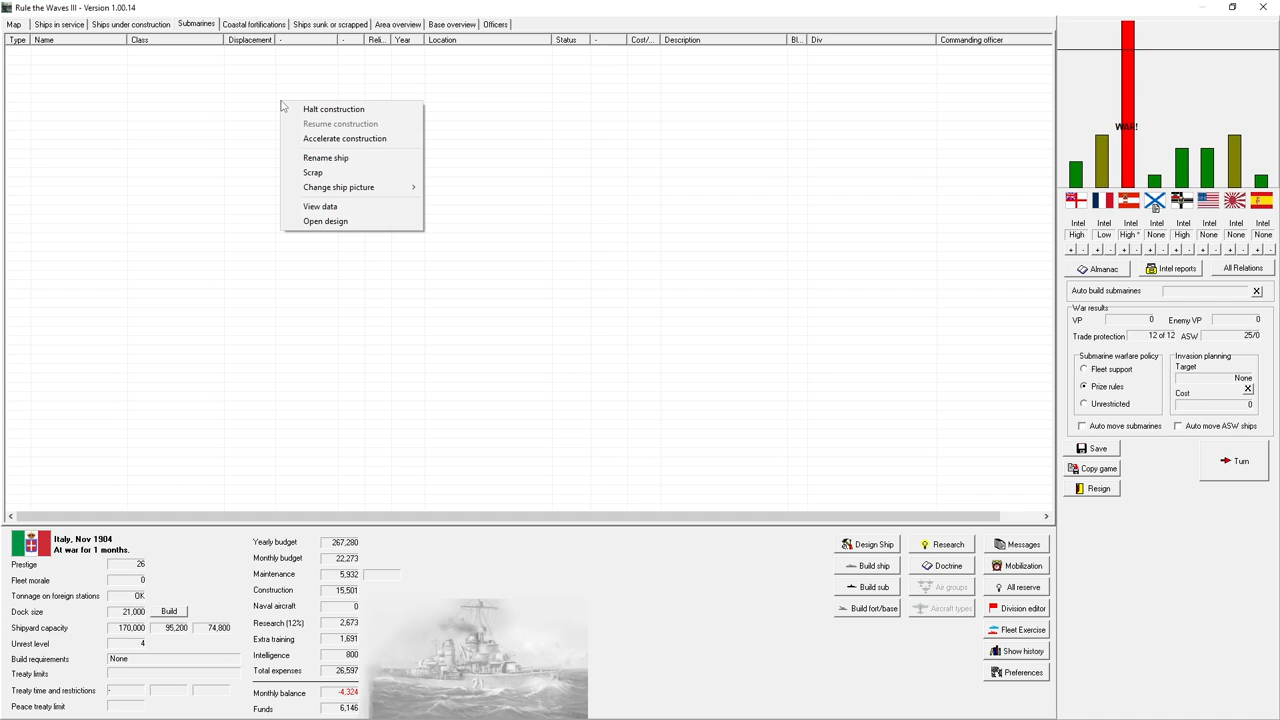 Rule the Waves III - Version 1.00.14
Map Ships in service Ships under construction Submarines Coastal fortifications Ships sunk or scrapped Area overview Base overview Officers
Type Name Class Displacement - - Reli... Year Location Status - Cost/... Description Bl... Div Commanding officer
Halt construction
Resume construction
Accelerate construction
Rename ship
Scrap
Change ship picture
View data
Open design
WAR!
Intel Intel Intel Intel Intel Intel Intel Intel
High Low High * None High None None None
+ - + - + - + - + - + - + - + -
Almanac Intel reports All Relations
Auto build submarines X
War results
VP 0 Enemy VP 0
Trade protection 12 of 12 ASW 25/0
Submarine warfare policy
Fleet support
Prize rules
Unrestricted
Invasion planning
Target
None
Cost X
0
Auto move submarines Auto move ASW ships
Save
Copy game
Resign
Turn
Italy, Nov 1904
At war for 1 months.
Prestige 26
Fleet morale 0
Tonnage on foreign stations OK
Dock size 21,000 Build
Shipyard capacity 170,000 95,200 74,800
Unrest level 4
Build requirements None
Treaty limits
Treaty time and restrictions -
Peace treaty limit
Yearly budget 267,280
Monthly budget 22,273
Maintenance 5,932
Construction 15,501
Naval aircraft 0
Research (12%) 2,673
Extra training 1,691
Intelligence 800
Total expenses 26,597
Monthly balance -4,324
Funds 6,146
Design Ship Research Messages
Build ship Doctrine Mobilization
Build sub Air groups All reserve
Build fort/base Aircraft types Division editor
Fleet Exercise
Show history
Preferences